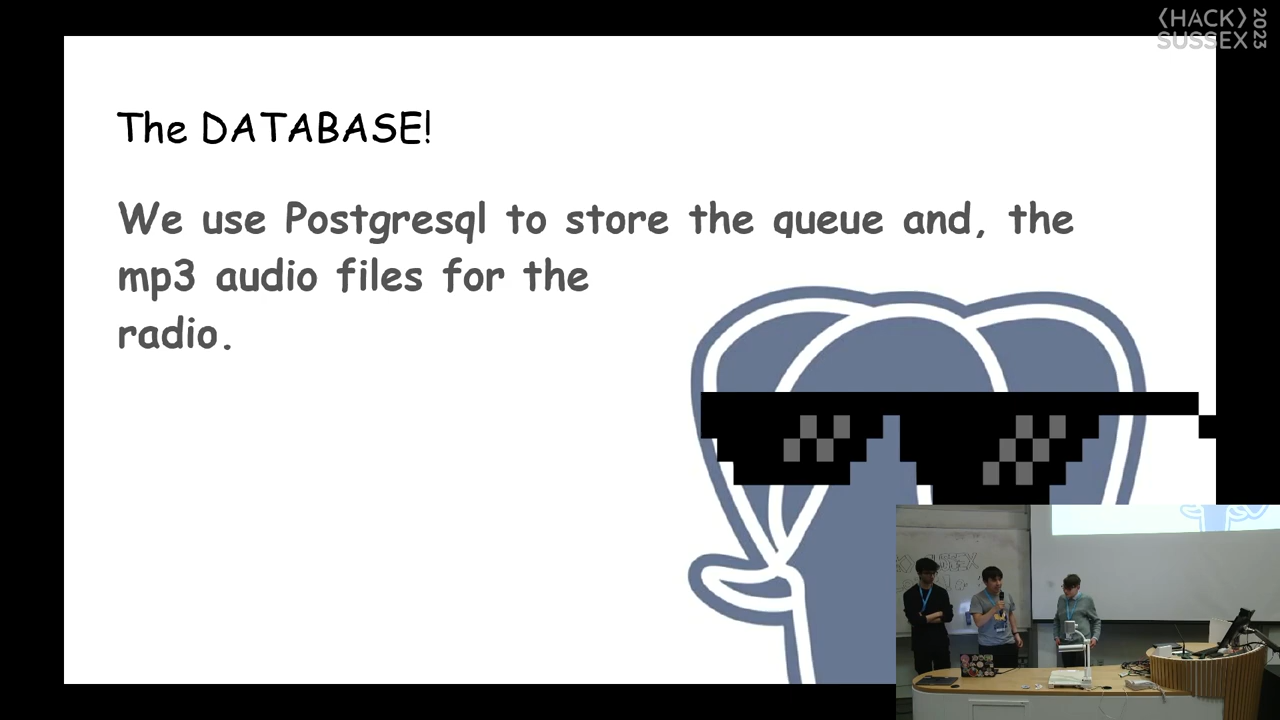 ⟨HACK⟩
SUSSEX 2023
The DATABASE!
We use Postgresql to store the queue and, the
mp3 audio files for the
radio.